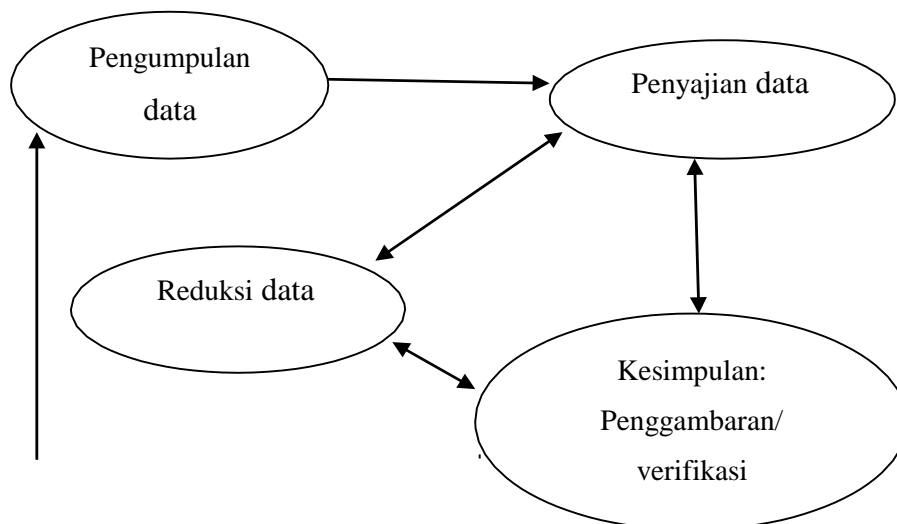 Pengumpulan
data
Penyajian data
Reduksi data
Kesimpulan:
Penggambaran/
verifikasi